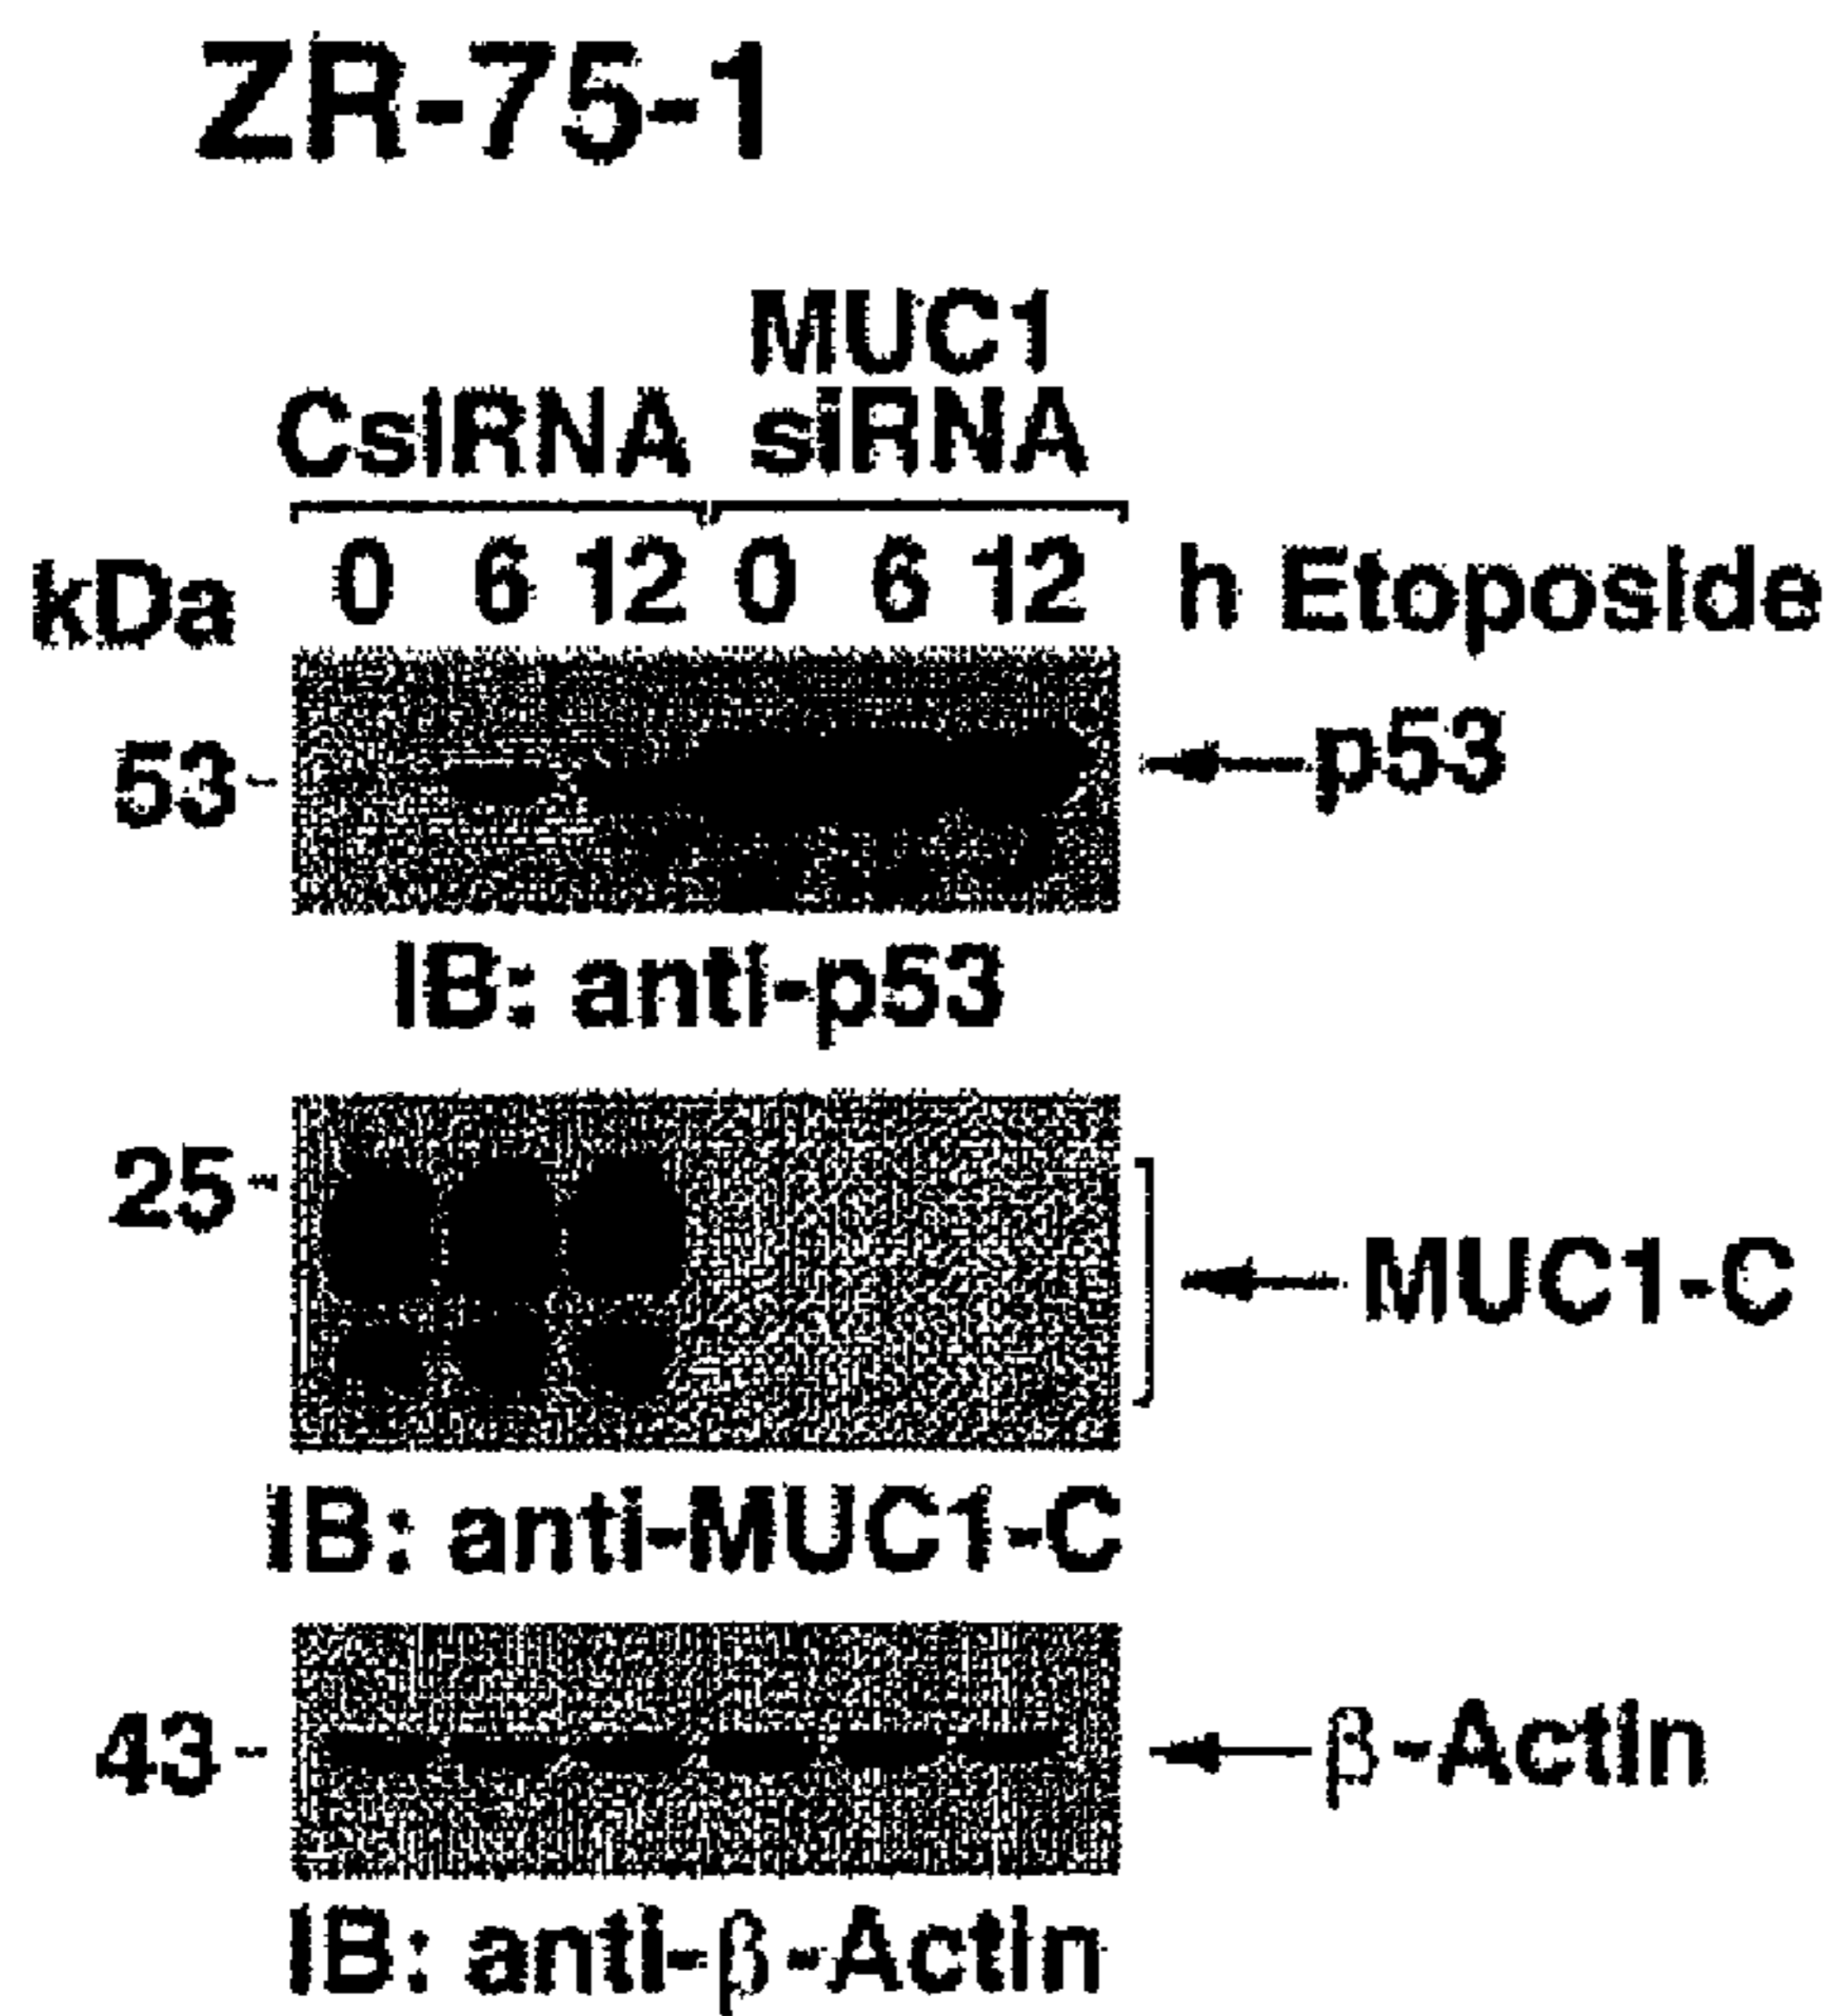 ZR-75-1
MUC1
CsiRNA siRNA
kDa 0 6 12 0 6 12 h Etoposide
53- p53
IB: anti-p53
25-
MUC1-C
IB: anti-MUC1-C
43- β-Actin
IB: anti-β-Actin